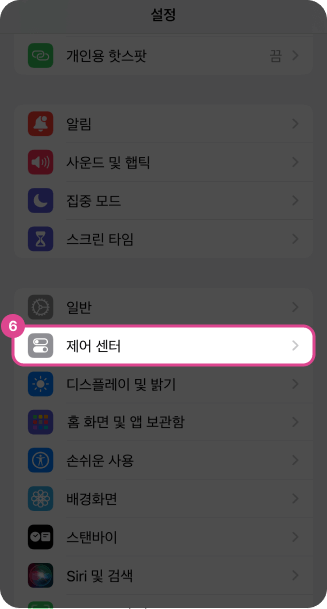 설정
개인용 핫스팟 끔
알림
사운드 및 햅틱
집중 모드
스크린 타임
일반
6
제어 센터
디스플레이 및 밝기
홈 화면 및 앱 보관함
손쉬운 사용
배경화면
스탠바이
Siri 및 검색